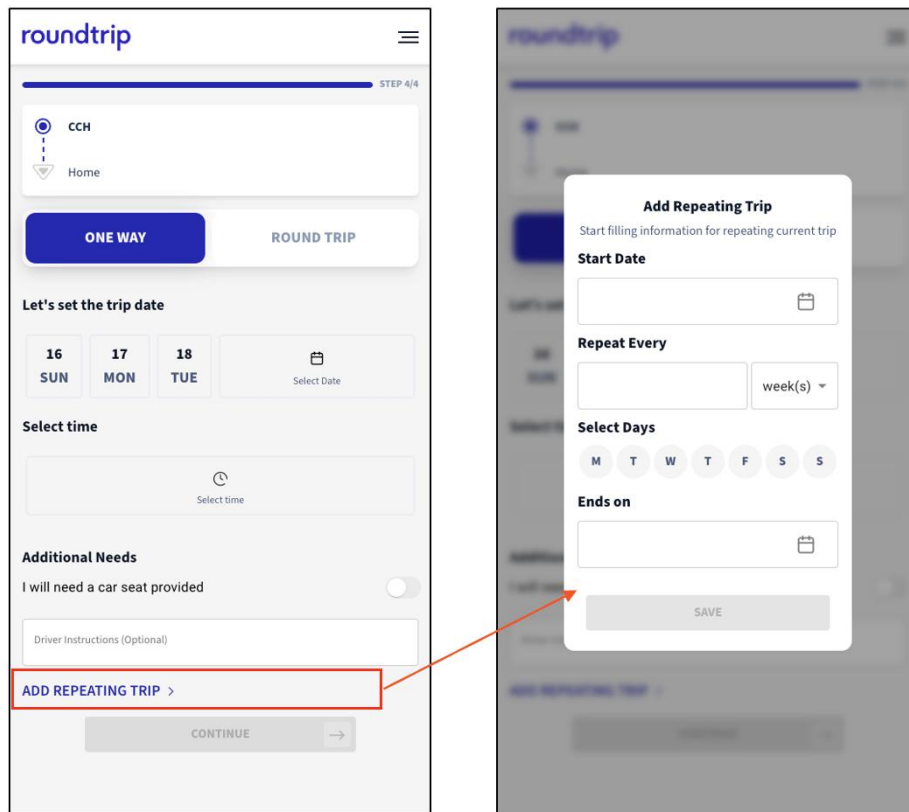 roundtrip
STEP 4/4
CCH
Home
ONE WAY
ROUND TRIP
Let's set the trip date
16
SUN
17
MON
18
TUE
Select Date
Select time
Select time
Additional Needs
I will need a car seat provided
Driver Instructions (Optional)
ADD REPEATING TRIP >
CONTINUE
roundtrip
Add Repeating Trip
Start filling information for repeating current trip
Start Date
Repeat Every
week(s)
Select Days
M T W T F S S
Ends on
SAVE
ADD REPEATING TRIP >